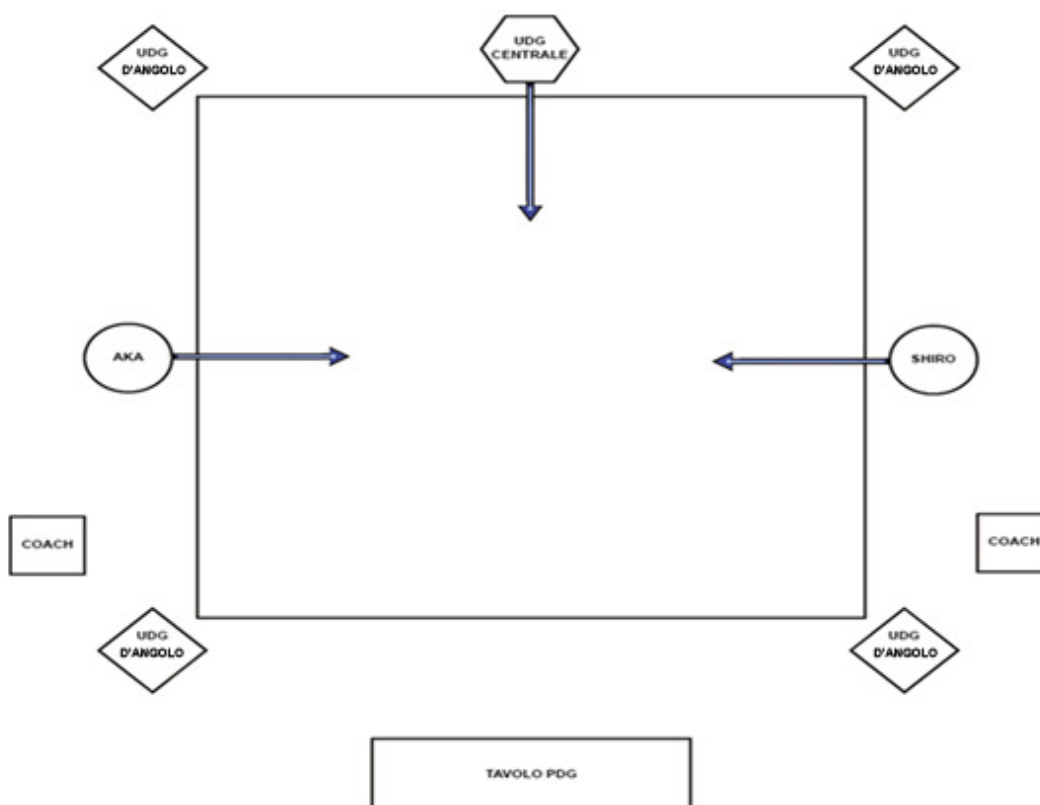 UDG
D'ANGOLO
UDG
CENTRALE
UDG
D'ANGOLO
AKA
SHIRO
COACH
COACH
UDG
D'ANGOLO
UDG
D'ANGOLO
TAVOLO PDG